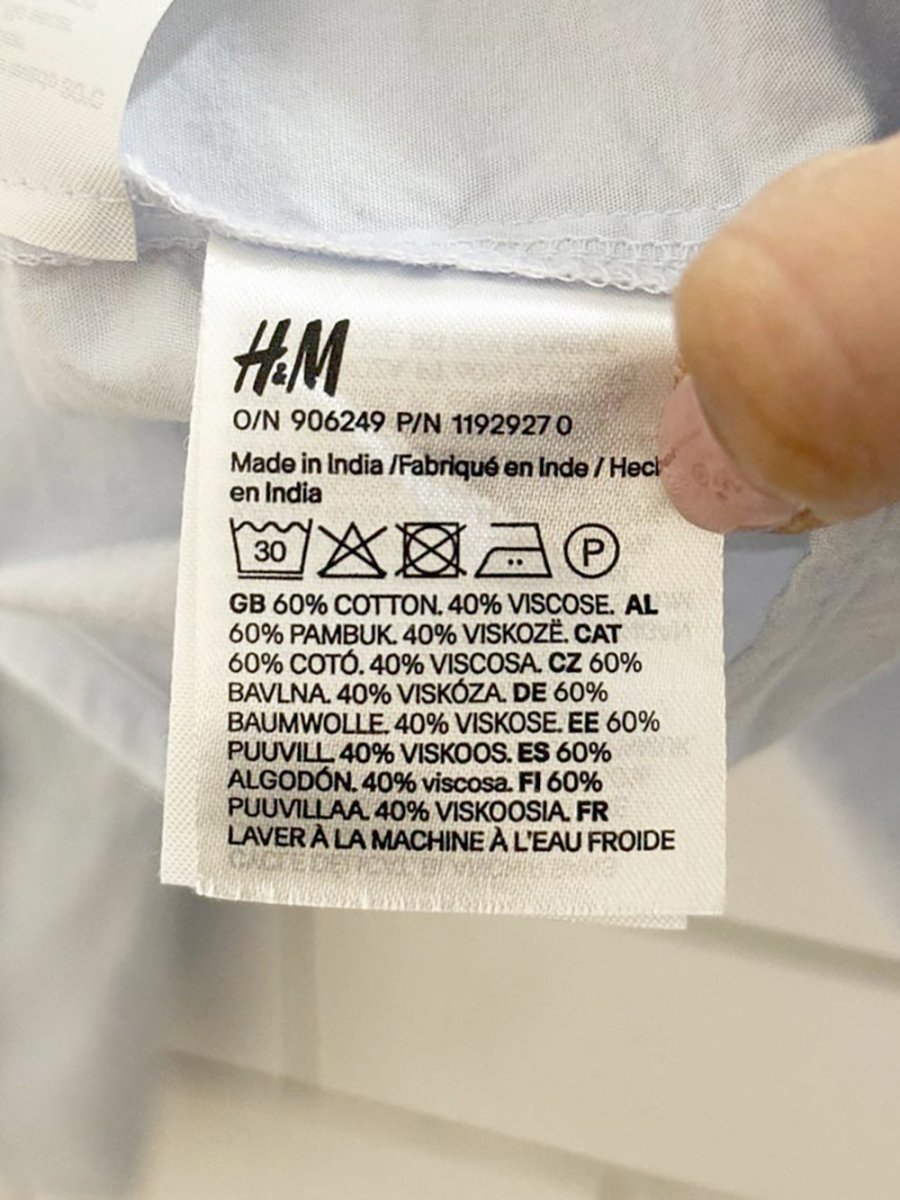 H&M
O/N 906249 P/N 1192927 0
Made in India /Fabriqué en Inde /
en India
30 P
GB 60% COTTON. 40% VISCOSE. AL
60% PAMBUK. 40% VISKOZË. CAT
60% COTÓ. 40% VISCOSA. CZ 60%
BAVLNA. 40% VISKÓZA. DE 60%
BAUMWOLLE. 40% VISKOSE. EE 60%
PUUVILL. 40% VISKOOS. ES 60%
ALGODÓN. 40% viscosa. FI 60%
PUUVILLAA. 40% VISKOOSIA. FR
LAVER À LA MACHINE À L'EAU FROIDE